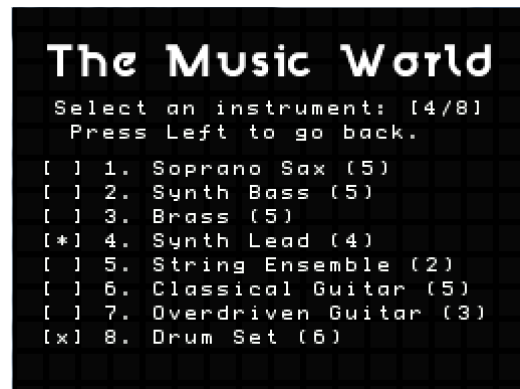 The Music World
Select an instrument: [4/8]
Press Left to go back.
[ ] 1. Soprano Sax (5)
[ ] 2. Synth Bass (5)
[ ] 3. Brass (5)
[*] 4. Synth Lead (4)
[ ] 5. String Ensemble (2)
[ ] 6. Classical Guitar (5)
[ ] 7. Overdriven Guitar (3)
[x] 8. Drum Set (6)